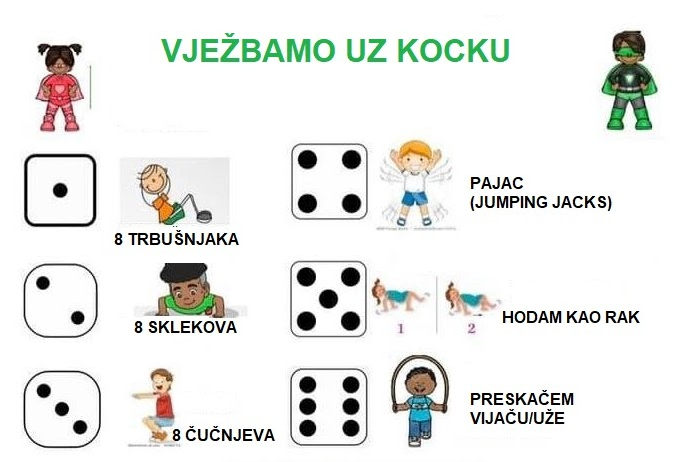 VJEŽBAMO UZ KOCKU
8 TRBUŠNJAKA
PAJAC
(JUMPING JACKS)
8 SKLEKOVA
1
2
HODAM KAO RAK
8 ČUČNJEVA
PRESKAČEM
VIJAČU/UŽE